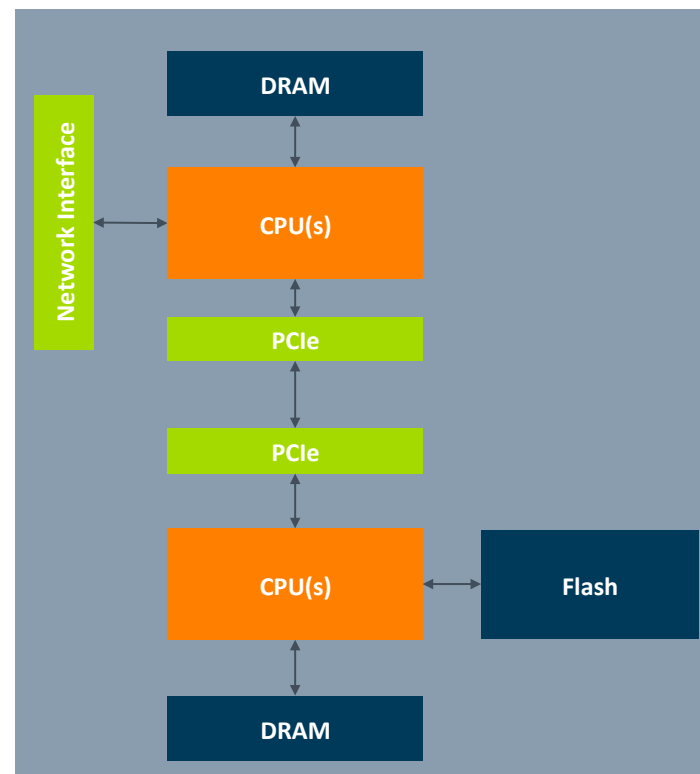 DRAM
Network Interface
CPU(s)
PCIe
PCIe
CPU(s)
Flash
DRAM